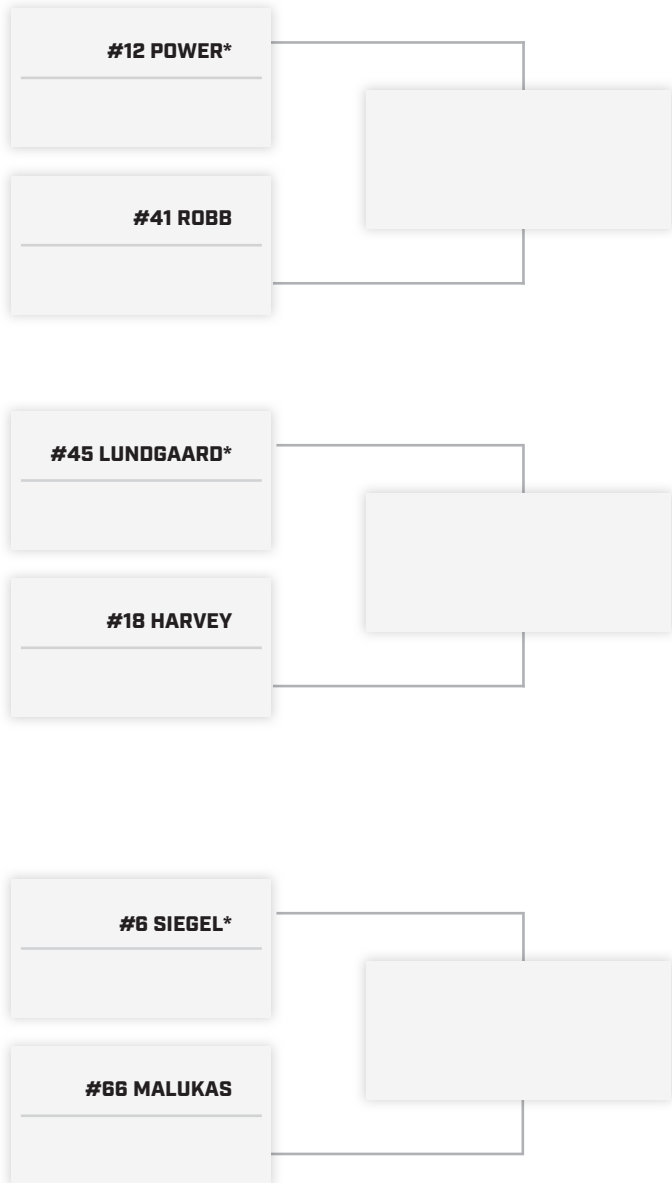 #12 POWER*
#41 ROBB
#45 LUNDGAARD*
#18 HARVEY
#6 SIEGEL*
#66 MALUKAS